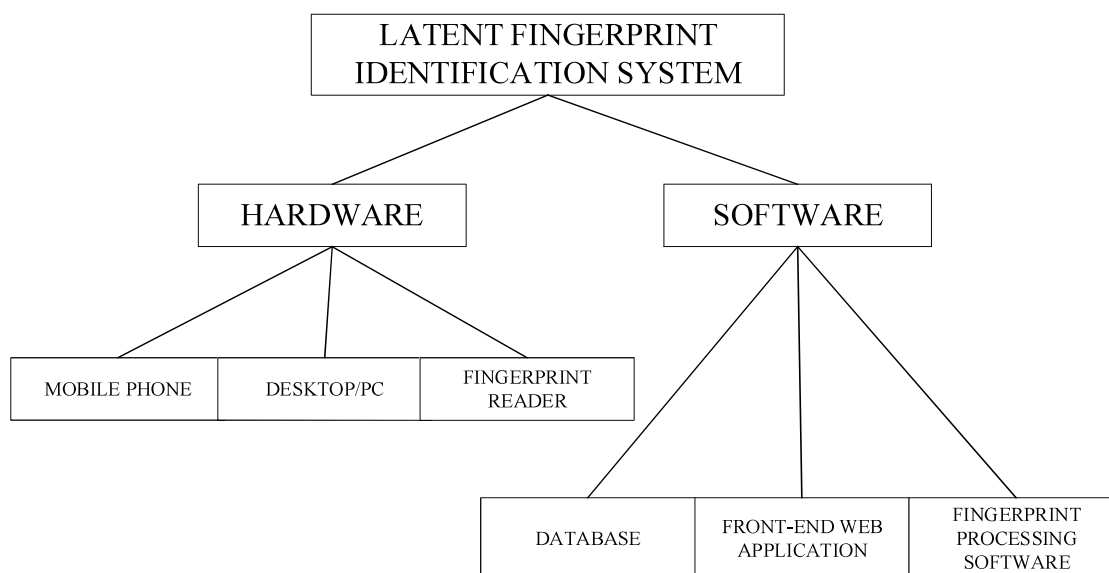 LATENT FINGERPRINT
IDENTIFICATION SYSTEM
HARDWARE
SOFTWARE
MOBILE PHONE
DESKTOP/PC
FINGERPRINT
READER
DATABASE
FRONT-END WEB
APPLICATION
FINGERPRINT
PROCESSING
SOFTWARE